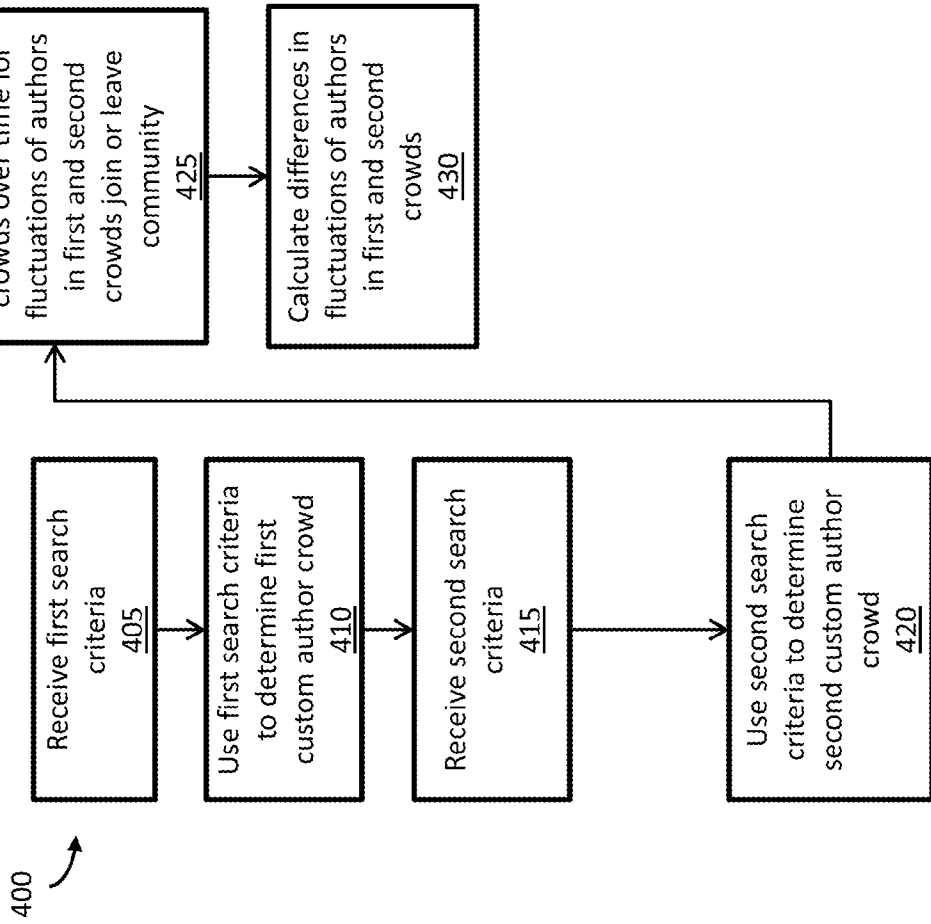 400
Receive first search
criteria
405
Use first search criteria
to determine first
custom author crowd
410
Receive second search
criteria
415
Use second search
criteria to determine
second custom author
crowd
420
crowds over time for
fluctuations of authors
in first and second
crowds join or leave
community
425
Calculate differences in
fluctuations of authors
in first and second
crowds
430